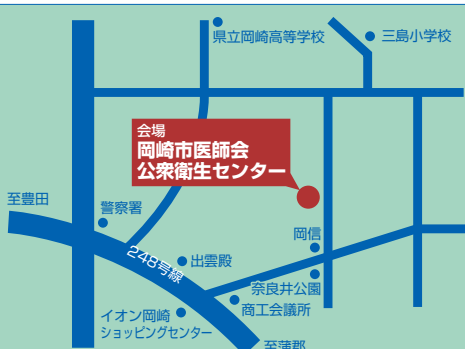 県立岡崎高等学校
三島小学校
会場
岡崎市医師会
公衆衛生センター
至豊田
警察署
岡信
248号線
出雲殿
奈良井公園
商工会議所
イオン岡崎
ショッピングセンター
至蒲郡